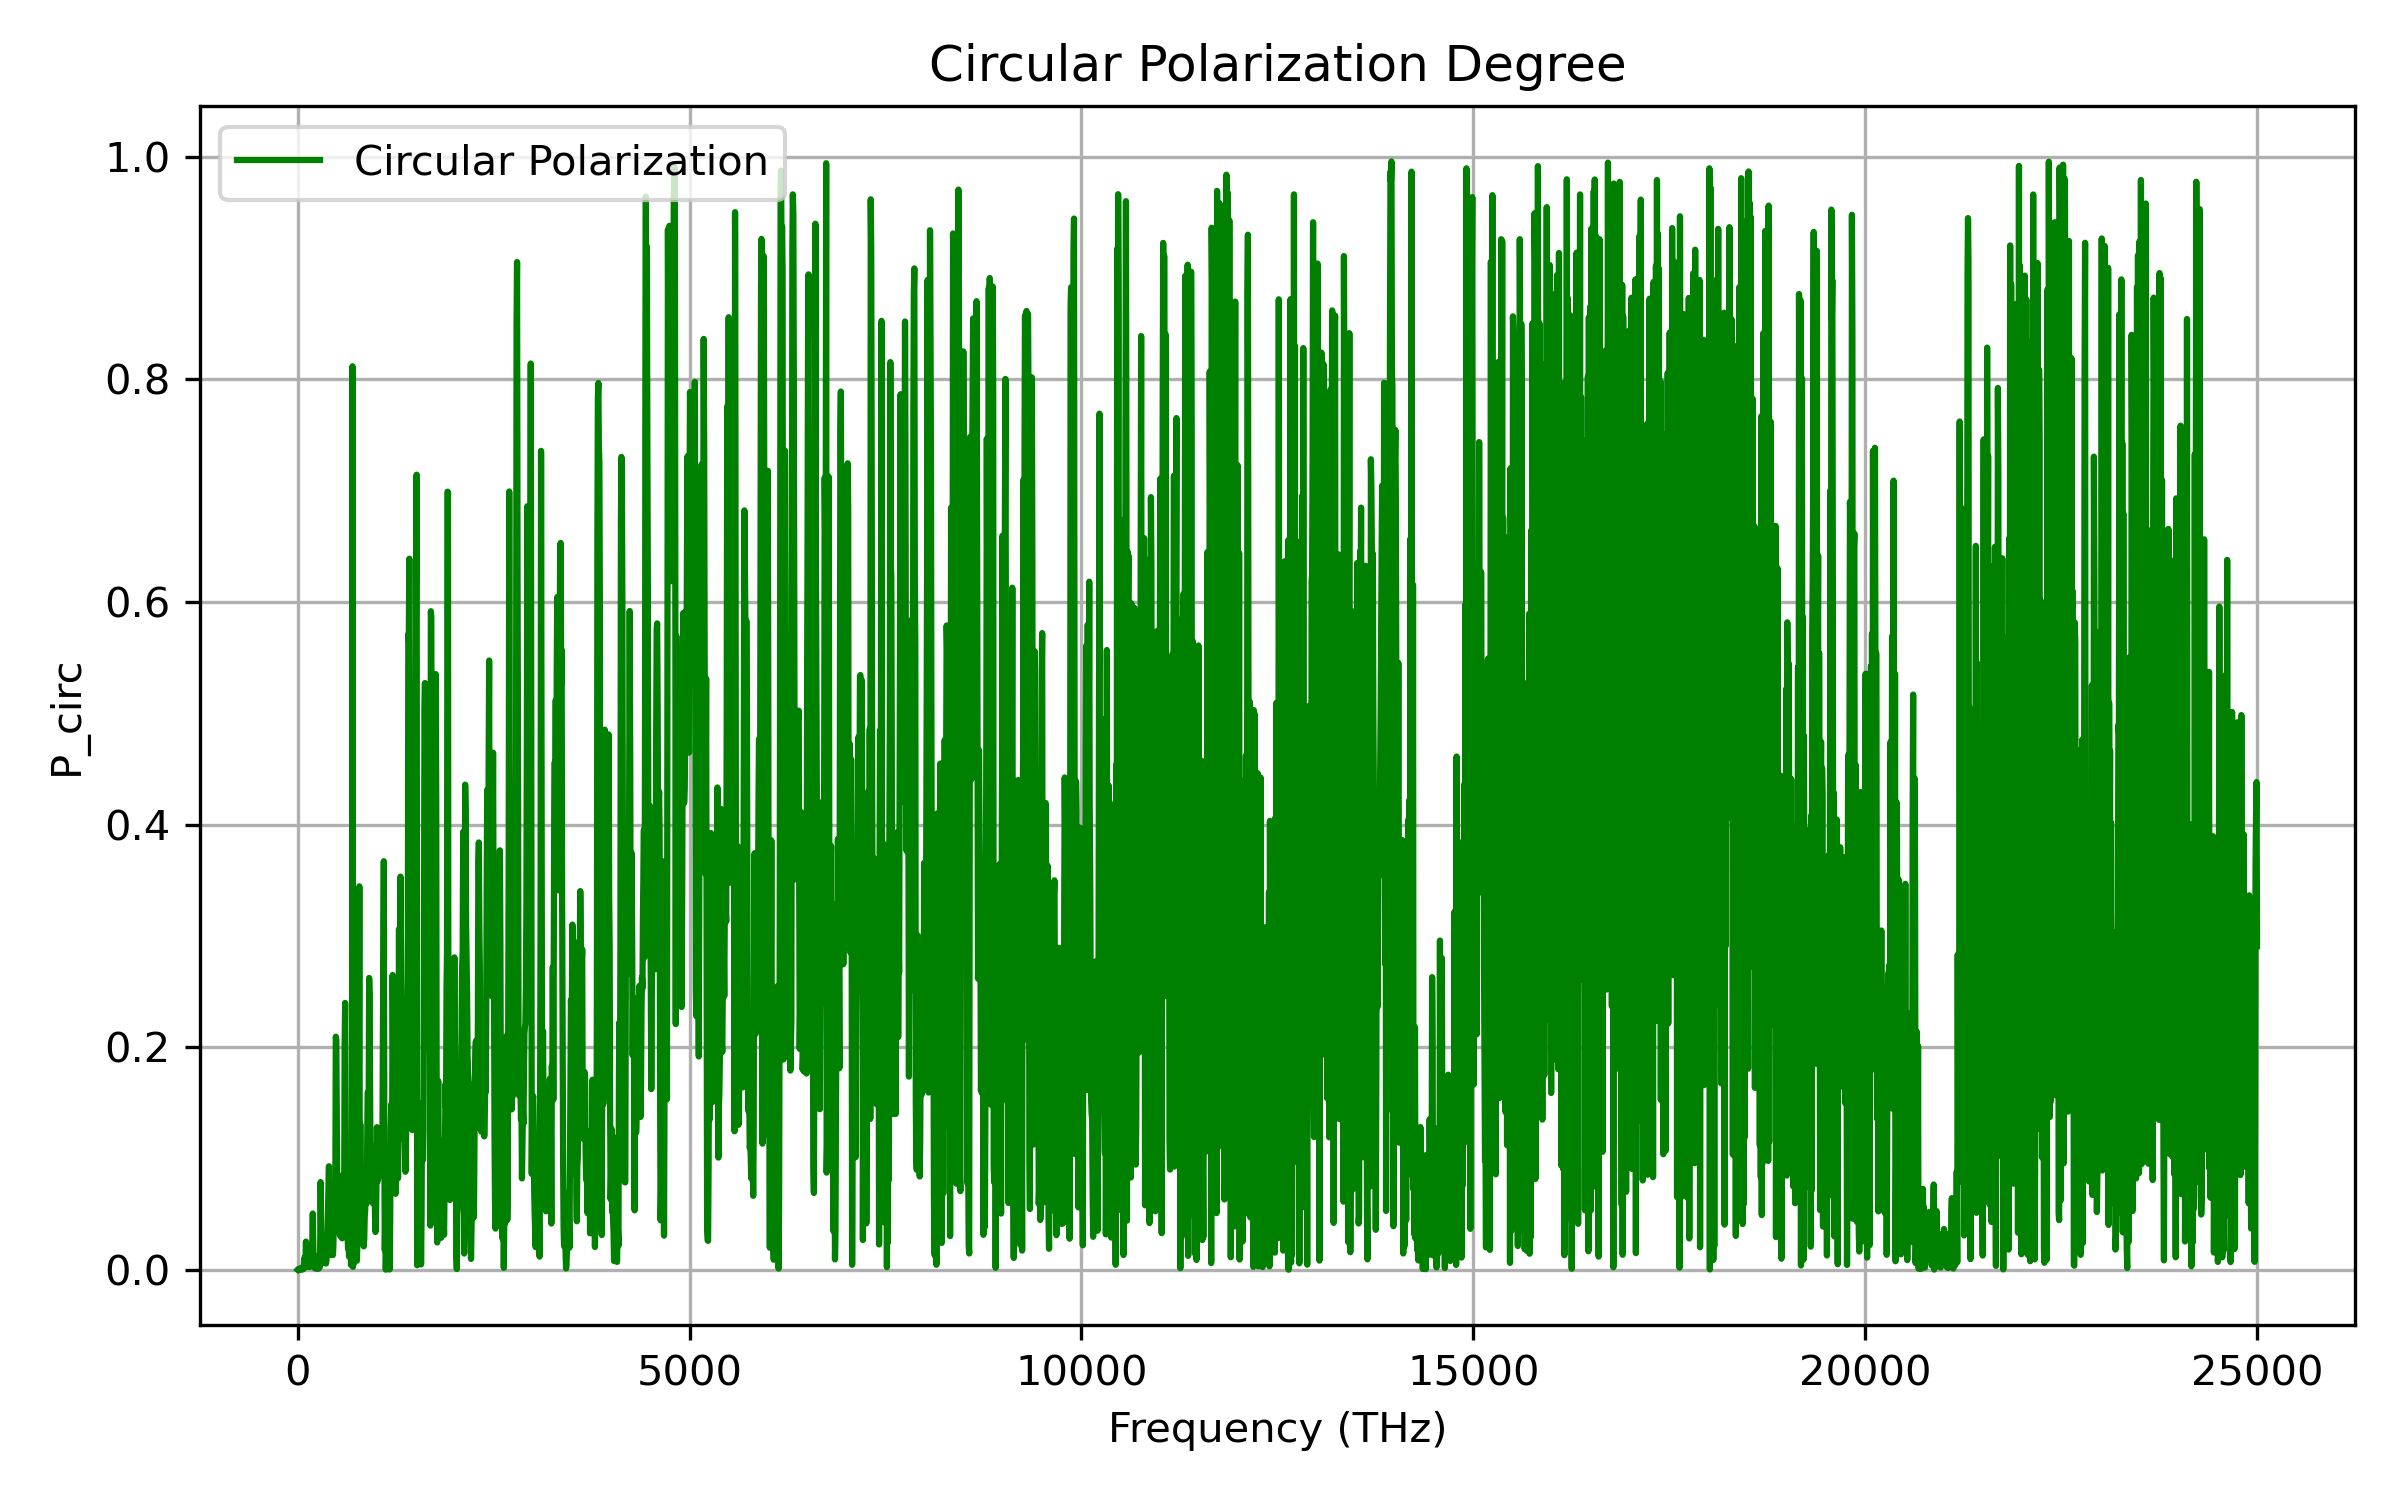 Circular Polarization Degree
Circular Polarization
1.0
0.8
0.6
0.4
0.2
0.0
P_circ
0 5000 10000 15000 20000 25000
Frequency (THz)